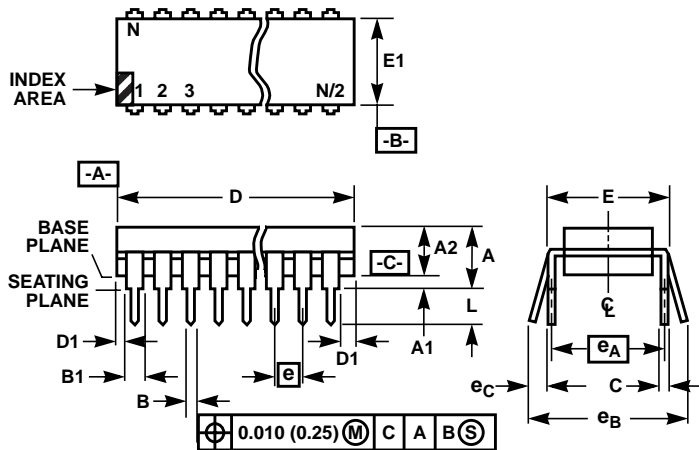 N
E1
INDEX
AREA
1 2 3 N/2
-B-
-A-
D
E
BASE
PLANE
A2
A
-C-
SEATING
PLANE
L
D1
A1
D1
B1
e
eA
eC
C
B
eB
0.010 (0.25) M C A B S